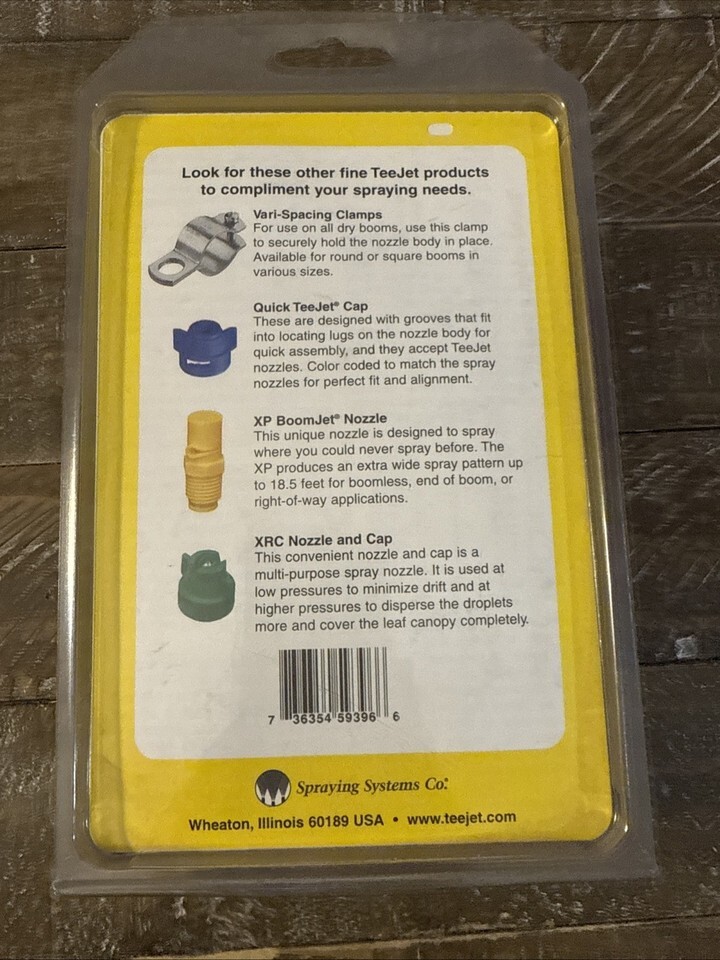 Look for these other fine TeeJet products
to compliment your spraying needs.
Vari-Spacing Clamps
For use on all dry booms, use this clamp
to securely hold the nozzle body in place.
Available for round or square booms in
various sizes.
Quick TeeJet® Cap
These are designed with grooves that fit
into locating lugs on the nozzle body for
quick assembly, and they accept TeeJet
nozzles. Color coded to match the spray
nozzles for perfect fit and alignment.
XP BoomJet® Nozzle
This unique nozzle is designed to spray
where you could never spray before. The
XP produces an extra wide spray pattern up
to 18.5 feet for boomless, end of boom, or
right-of-way applications.
XRC Nozzle and Cap
This convenient nozzle and cap is a
multi-purpose spray nozzle. It is used at
low pressures to minimize drift and at
higher pressures to disperse the droplets
more and cover the leaf canopy completely.
7 36354 59396 6
Spraying Systems Co.®
Wheaton, Illinois 60189 USA • www.teejet.com